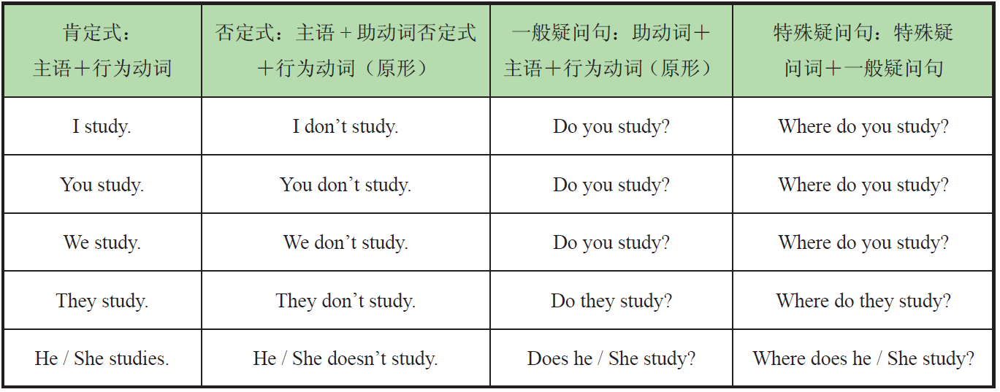 肯定式：
主语＋行为动词
否定式：主语 + 助动词否定式
＋行为动词（原形）
一般疑问句：助动词＋
主语＋行为动词（原形）
特殊疑问句：特殊疑
问词＋一般疑问句
I study.
I don’t study.
Do you study?
Where do you study?
You study.
You don’t study.
Do you study?
Where do you study?
We study.
We don’t study.
Do you study?
Where do you study?
They study.
They don’t study.
Do they study?
Where do they study?
He / She studies.
He / She doesn’t study.
Does he / She study?
Where does he / She study?